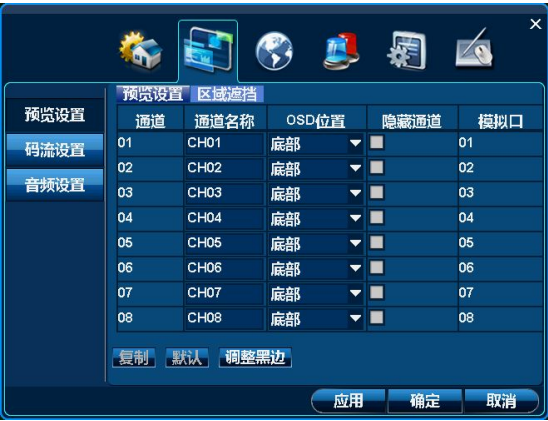 ×
预览设置 区域遮挡
预览设置
码流设置
音频设置
通道 通道名称 OSD位置 隐藏通道 模拟口
01 CH01 底部 01
02 CH02 底部 02
03 CH03 底部 03
04 CH04 底部 04
05 CH05 底部 05
06 CH06 底部 06
07 CH07 底部 07
08 CH08 底部 08
复制 默认 调整黑边
应用 确定 取消